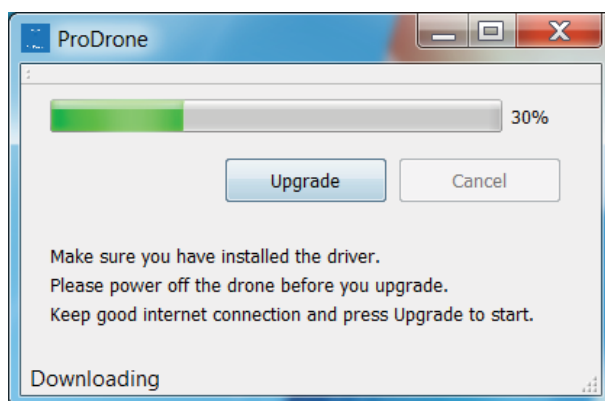 ProDrone
30%
Upgrade Cancel
Make sure you have installed the driver.
Please power off the drone before you upgrade.
Keep good internet connection and press Upgrade to start.
Downloading